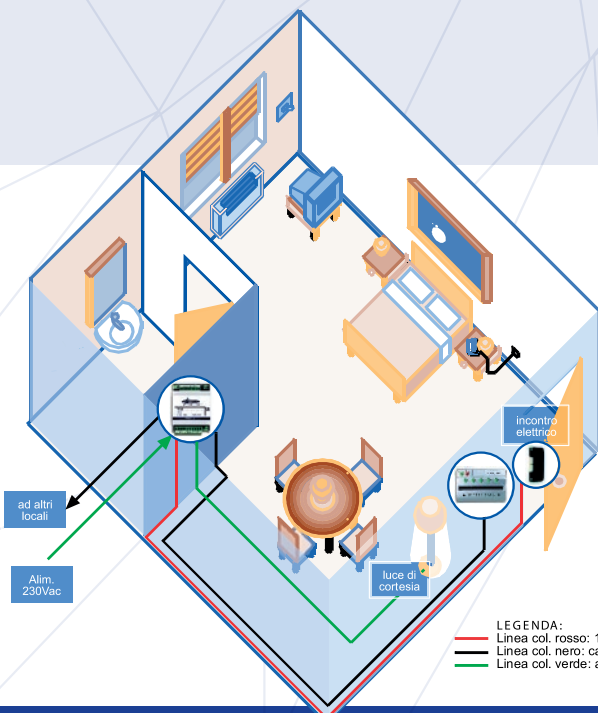 incontro
elettrico
ad altri
locali
Alim.
230Vac
luce di
cortesia
LEGENDA:
Linea col. rosso: 1
Linea col. nero: ca
Linea col. verde: a